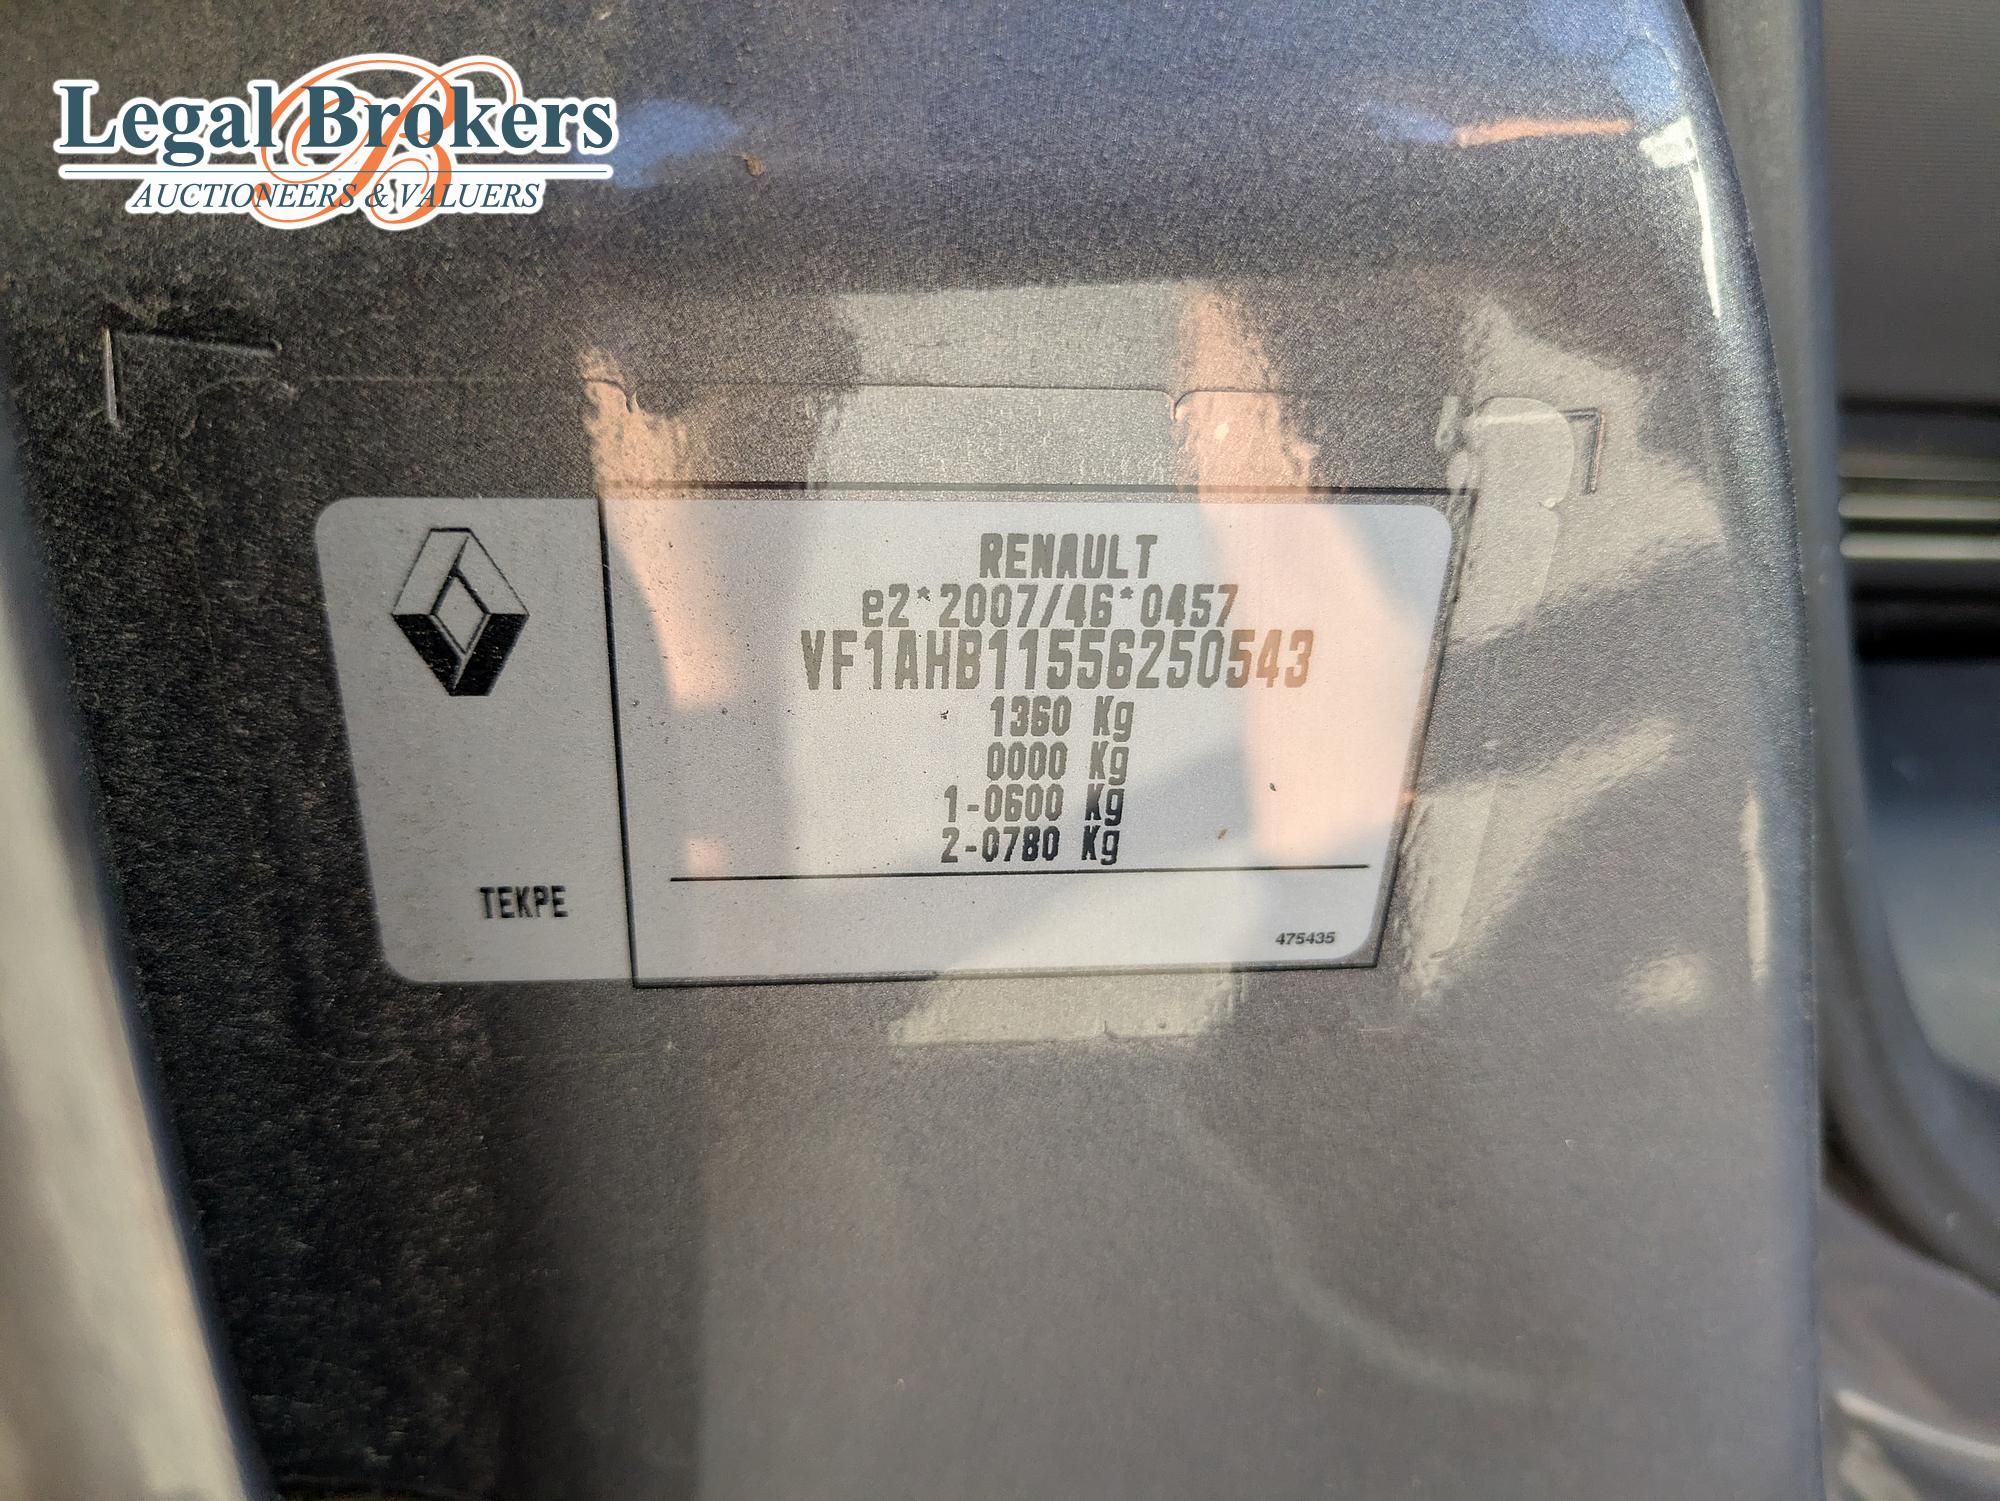 Legal Brokers
AUCTIONEERS & VALUERS
RENAULT
e2*2007/46*0457
VF1AHB11556250543
1360 Kg
0000 Kg
1-0600 Kg
2-0780 Kg
TEKPE
475435